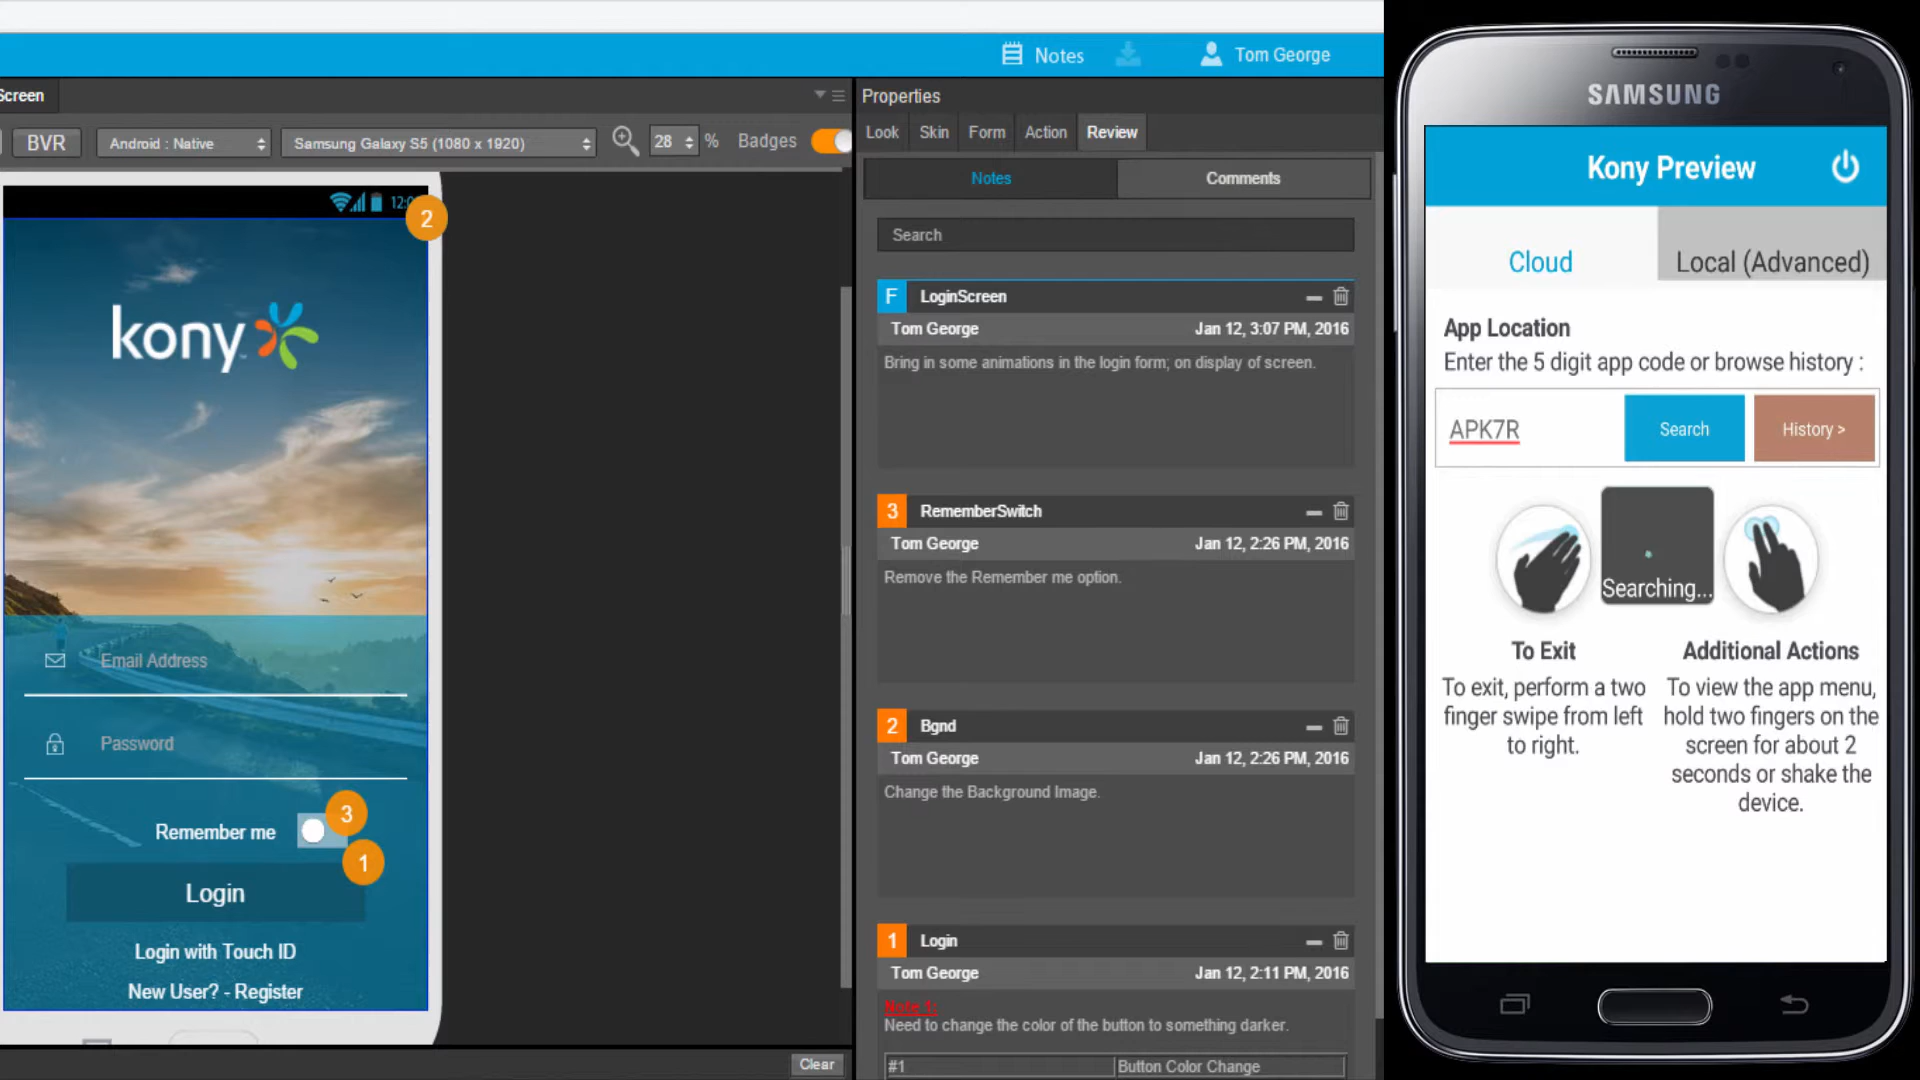 Notes
Tom George
Screen
BVR
Android : Native
Samsung Galaxy S5 (1080 x 1920)
28
%
Badges
2
kony
Email Address
Password
Remember me
3
1
Login
Login with Touch ID
New User? - Register
Clear
Properties
Look
Skin
Form
Action
Review
Notes
Comments
Search
F
LoginScreen
Tom George
Jan 12, 3:07 PM, 2016
Bring in some animations in the login form; on display of screen.
3
RememberSwitch
Tom George
Jan 12, 2:26 PM, 2016
Remove the Remember me option.
2
Bgnd
Tom George
Jan 12, 2:26 PM, 2016
Change the Background Image.
1
Login
Tom George
Jan 12, 2:11 PM, 2016
Note 1:
Need to change the color of the button to something darker.
#1
Button Color Change
SAMSUNG
Kony Preview
Cloud
Local (Advanced)
App Location
Enter the 5 digit app code or browse history :
APK7R
Search
History >
Searching...
To Exit
To exit, perform a two
finger swipe from left
to right.
Additional Actions
To view the app menu,
hold two fingers on the
screen for about 2
seconds or shake the
device.